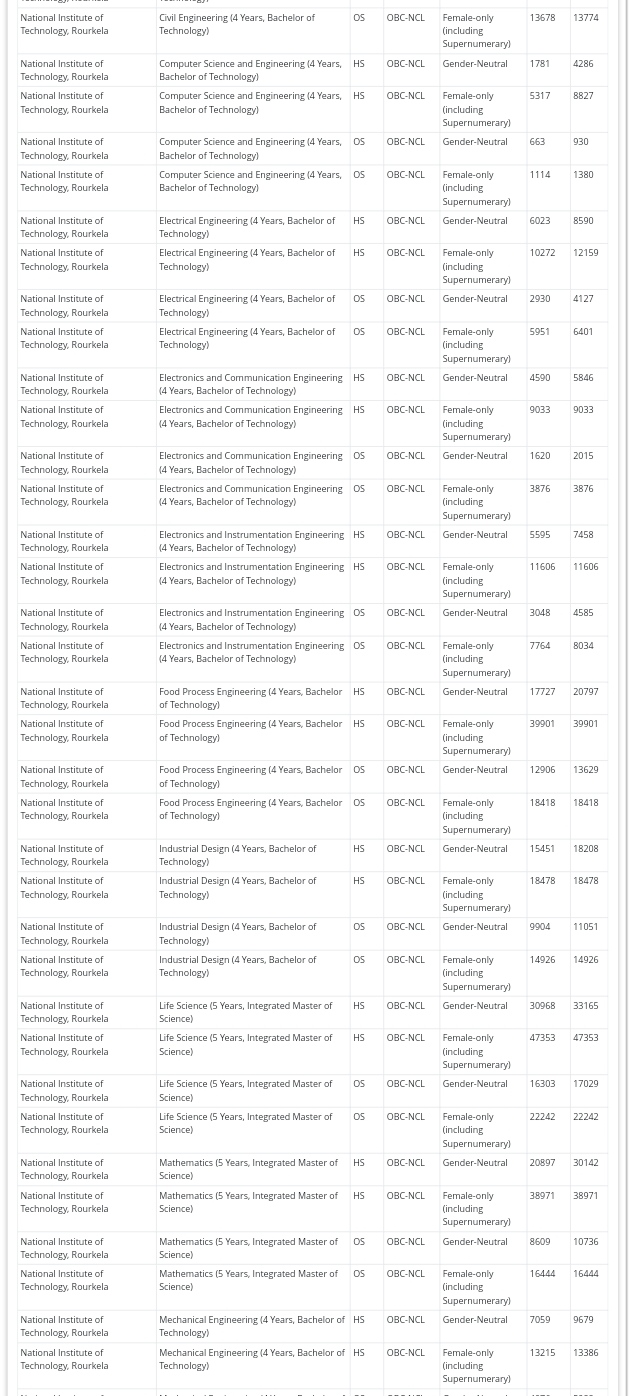 National Institute of Civil Engineering (4 Years, Bachelor of OS OBC-NCL Female-only 13678 13774
Technology, Rourkela Technology) (including
Supernumerary)
National Institute of Computer Science and Engineering (4 Years, HS OBC-NCL Gender-Neutral 1781 4286
Technology, Rourkela Bachelor of Technology)
National Institute of Computer Science and Engineering (4 Years, HS OBC-NCL Female-only 5317 8827
Technology, Rourkela Bachelor of Technology) (including
Supernumerary)
National Institute of Computer Science and Engineering (4 Years, OS OBC-NCL Gender-Neutral 663 930
Technology, Rourkela Bachelor of Technology)
National Institute of Computer Science and Engineering (4 Years, OS OBC-NCL Female-only 1114 1380
Technology, Rourkela Bachelor of Technology) (including
Supernumerary)
National Institute of Electrical Engineering (4 Years, Bachelor of HS OBC-NCL Gender-Neutral 6023 8590
Technology, Rourkela Technology)
National Institute of Electrical Engineering (4 Years, Bachelor of HS OBC-NCL Female-only 10272 12159
Technology, Rourkela Technology) (including
Supernumerary)
National Institute of Electrical Engineering (4 Years, Bachelor of OS OBC-NCL Gender-Neutral 2930 4127
Technology, Rourkela Technology)
National Institute of Electrical Engineering (4 Years, Bachelor of OS OBC-NCL Female-only 5951 6401
Technology, Rourkela Technology) (including
Supernumerary)
National Institute of Electronics and Communication Engineering HS OBC-NCL Gender-Neutral 4590 5846
Technology, Rourkela (4 Years, Bachelor of Technology)
National Institute of Electronics and Communication Engineering HS OBC-NCL Female-only 9033 9033
Technology, Rourkela (4 Years, Bachelor of Technology) (including
Supernumerary)
National Institute of Electronics and Communication Engineering OS OBC-NCL Gender-Neutral 1620 2015
Technology, Rourkela (4 Years, Bachelor of Technology)
National Institute of Electronics and Communication Engineering OS OBC-NCL Female-only 3876 3876
Technology, Rourkela (4 Years, Bachelor of Technology) (including
Supernumerary)
National Institute of Electronics and Instrumentation Engineering HS OBC-NCL Gender-Neutral 5595 7458
Technology, Rourkela (4 Years, Bachelor of Technology)
National Institute of Electronics and Instrumentation Engineering HS OBC-NCL Female-only 11606 11606
Technology, Rourkela (4 Years, Bachelor of Technology) (including
Supernumerary)
National Institute of Electronics and Instrumentation Engineering OS OBC-NCL Gender-Neutral 3048 4585
Technology, Rourkela (4 Years, Bachelor of Technology)
National Institute of Electronics and Instrumentation Engineering OS OBC-NCL Female-only 7764 8034
Technology, Rourkela (4 Years, Bachelor of Technology) (including
Supernumerary)
National Institute of Food Process Engineering (4 Years, Bachelor HS OBC-NCL Gender-Neutral 17727 20797
Technology, Rourkela of Technology)
National Institute of Food Process Engineering (4 Years, Bachelor HS OBC-NCL Female-only 39901 39901
Technology, Rourkela of Technology) (including
Supernumerary)
National Institute of Food Process Engineering (4 Years, Bachelor OS OBC-NCL Gender-Neutral 12906 13629
Technology, Rourkela of Technology)
National Institute of Food Process Engineering (4 Years, Bachelor OS OBC-NCL Female-only 18418 18418
Technology, Rourkela of Technology) (including
Supernumerary)
National Institute of Industrial Design (4 Years, Bachelor of HS OBC-NCL Gender-Neutral 15451 18208
Technology, Rourkela Technology)
National Institute of Industrial Design (4 Years, Bachelor of HS OBC-NCL Female-only 18478 18478
Technology, Rourkela Technology) (including
Supernumerary)
National Institute of Industrial Design (4 Years, Bachelor of OS OBC-NCL Gender-Neutral 9904 11051
Technology, Rourkela Technology)
National Institute of Industrial Design (4 Years, Bachelor of OS OBC-NCL Female-only 14926 14926
Technology, Rourkela Technology) (including
Supernumerary)
National Institute of Life Science (5 Years, Integrated Master of HS OBC-NCL Gender-Neutral 30968 33165
Technology, Rourkela Science)
National Institute of Life Science (5 Years, Integrated Master of HS OBC-NCL Female-only 47353 47353
Technology, Rourkela Science) (including
Supernumerary)
National Institute of Life Science (5 Years, Integrated Master of OS OBC-NCL Gender-Neutral 16303 17029
Technology, Rourkela Science)
National Institute of Life Science (5 Years, Integrated Master of OS OBC-NCL Female-only 22242 22242
Technology, Rourkela Science) (including
Supernumerary)
National Institute of Mathematics (5 Years, Integrated Master of HS OBC-NCL Gender-Neutral 20897 30142
Technology, Rourkela Science)
National Institute of Mathematics (5 Years, Integrated Master of HS OBC-NCL Female-only 38971 38971
Technology, Rourkela Science) (including
Supernumerary)
National Institute of Mathematics (5 Years, Integrated Master of OS OBC-NCL Gender-Neutral 8609 10736
Technology, Rourkela Science)
National Institute of Mathematics (5 Years, Integrated Master of OS OBC-NCL Female-only 16444 16444
Technology, Rourkela Science) (including
Supernumerary)
National Institute of Mechanical Engineering (4 Years, Bachelor of HS OBC-NCL Gender-Neutral 7059 9679
Technology, Rourkela Technology)
National Institute of Mechanical Engineering (4 Years, Bachelor of HS OBC-NCL Female-only 13215 13386
Technology, Rourkela Technology) (including
Supernumerary)